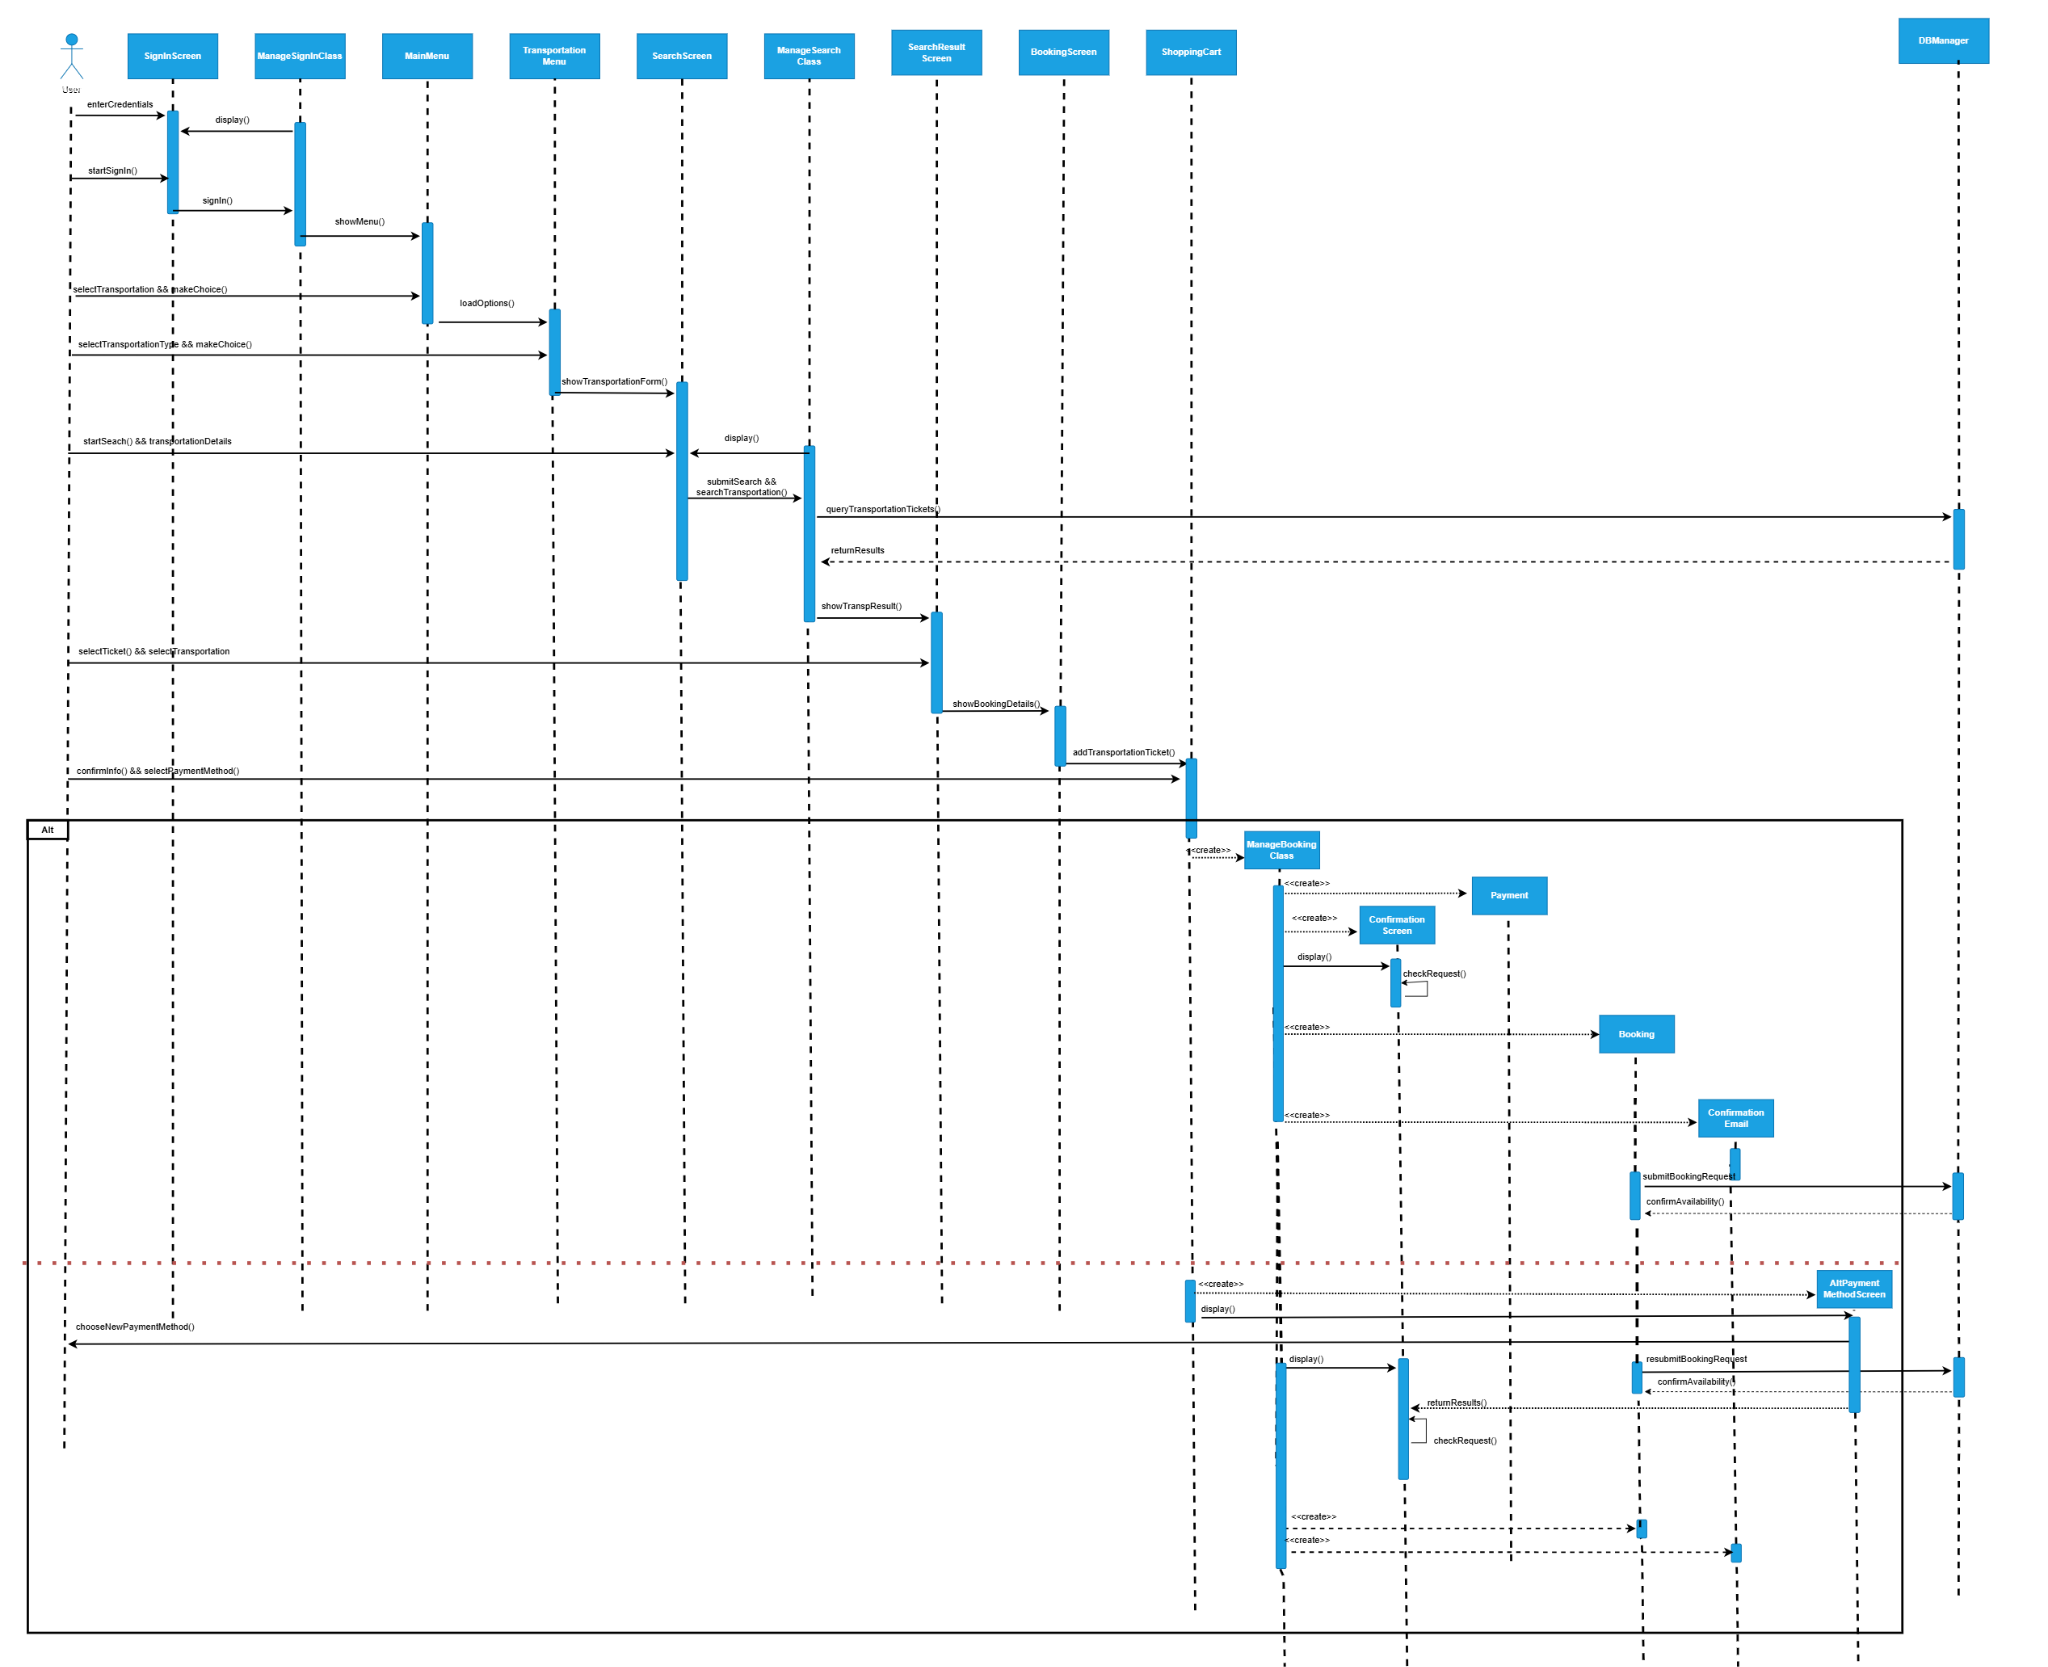 DBManager
SignInScreen
ManageSignInClass
MainMenu
Transportation
Menu
SearchScreen
ManageSearch
Class
SearchResult
Screen
BookingScreen
ShoppingCart
User
enterCredentials
display()
startSignIn()
signIn()
showMenu()
selectTransportation && makeChoice()
loadOptions()
selectTransportationType && makeChoice()
showTransportationForm()
startSeach() && transportationDetails
display()
submitSearch &&
searchTransportation()
queryTransportationTickets()
returnResults
showTranspResult()
selectTicket() && selectTransportation
showBookingDetails()
addTransportationTicket()
confirmInfo() && selectPaymentMethod()
Alt
<<create>>
ManageBooking
Class
<<create>>
Payment
<<create>>
Confirmation
Screen
display()
checkRequest()
<<create>>
Booking
<<create>>
Confirmation
Email
submitBookingRequest
confirmAvailability()
<<create>>
AltPayment
MethodScreen
display()
chooseNewPaymentMethod()
display()
resubmitBookingRequest
confirmAvailability()
returnResults()
checkRequest()
<<create>>
<<create>>